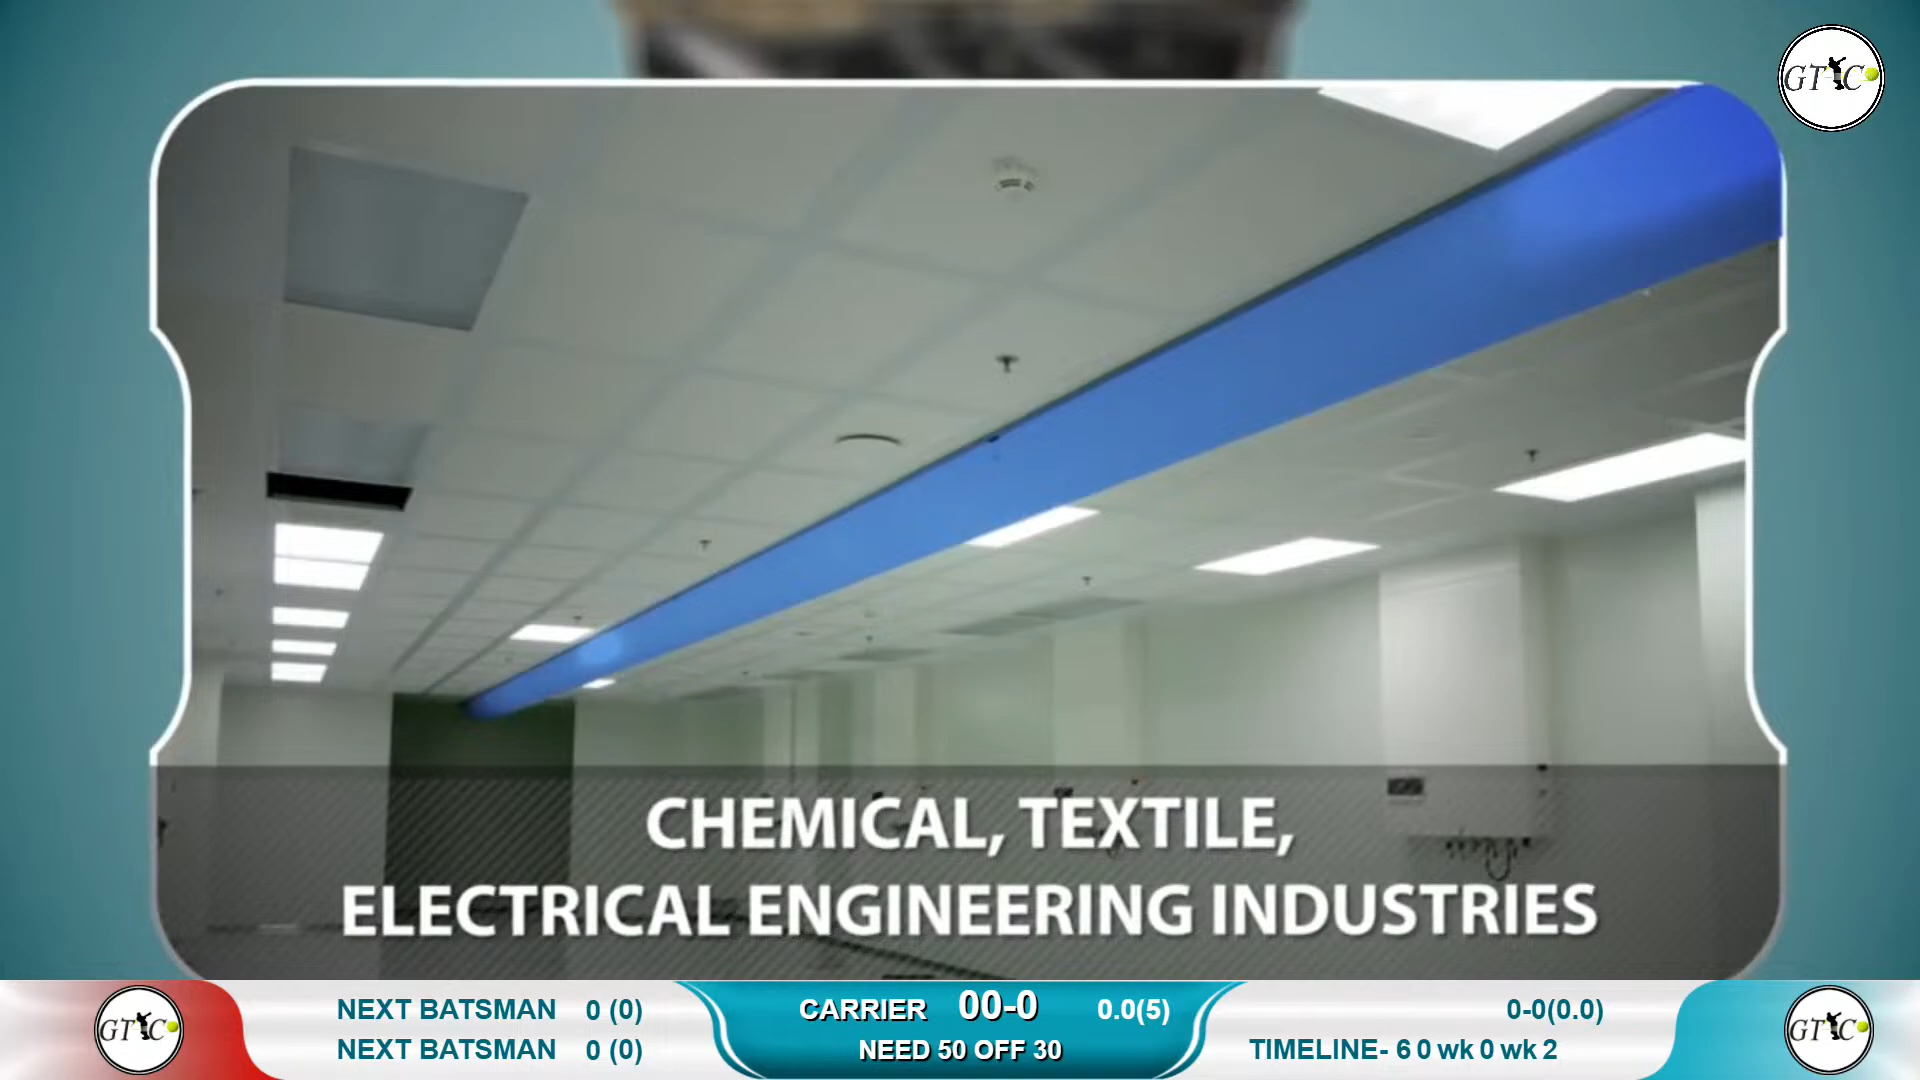 GTCC
CHEMICAL, TEXTILE,
ELECTRICAL ENGINEERING INDUSTRIES
NEXT BATSMAN 0 (0)
NEXT BATSMAN 0 (0)
CARRIER 00-0 0.0(5)
NEED 50 OFF 30
0-0(0.0)
TIMELINE- 6 0 wk 0 wk 2